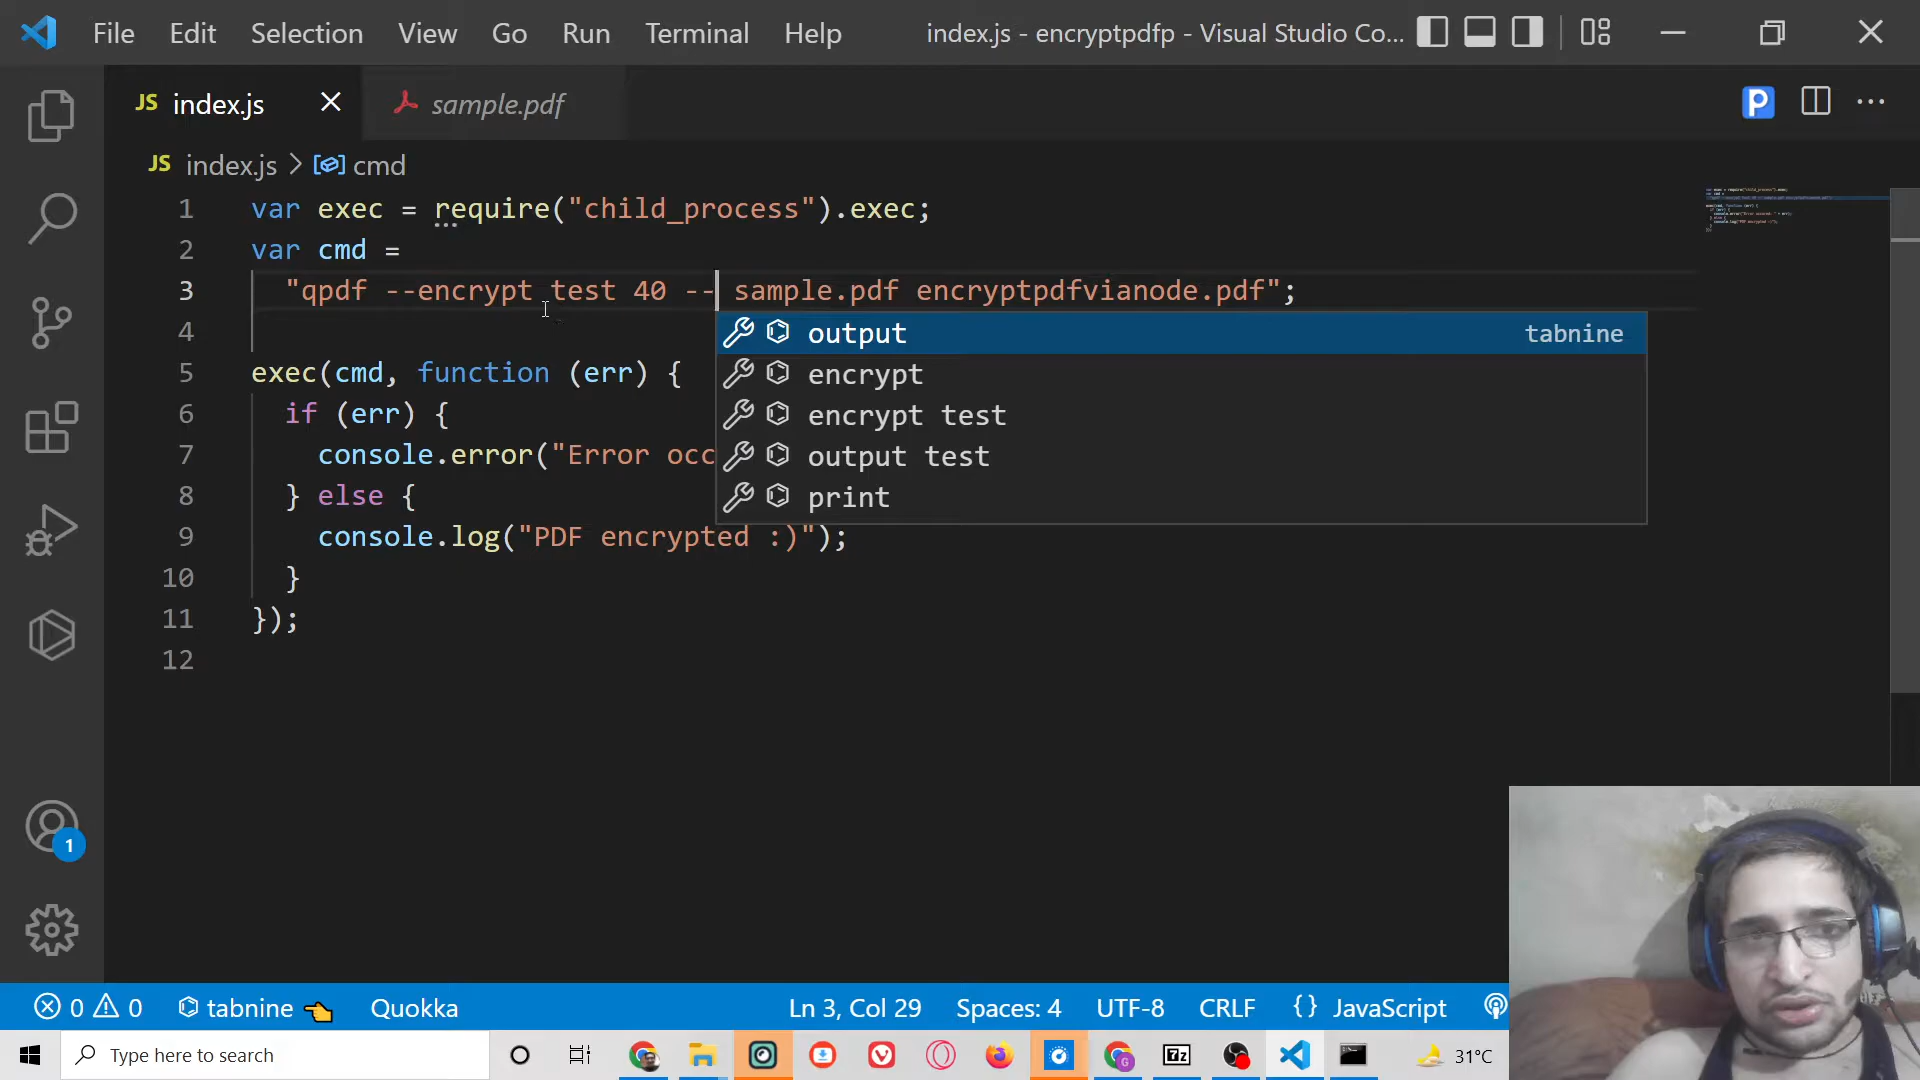 File Edit Selection View Go Run Terminal Help index.js - encryptpdfp - Visual Studio Co...
JS index.js sample.pdf
JS index.js > cmd
1 var exec = require("child_process").exec;
2 var cmd =
3 "qpdf --encrypt test 40 -- sample.pdf encryptpdfvianode.pdf";
4
output tabnine
5 exec(cmd, function (err) {
encrypt
6 if (err) {
encrypt test
7 console.error("Error occ
output test
8 } else {
print
9 console.log("PDF encrypted :)");
10 }
11 });
12
0 0 tabnine Quokka Ln 3, Col 29 Spaces: 4 UTF-8 CRLF {} JavaScript
1
Type here to search 7z 31°C